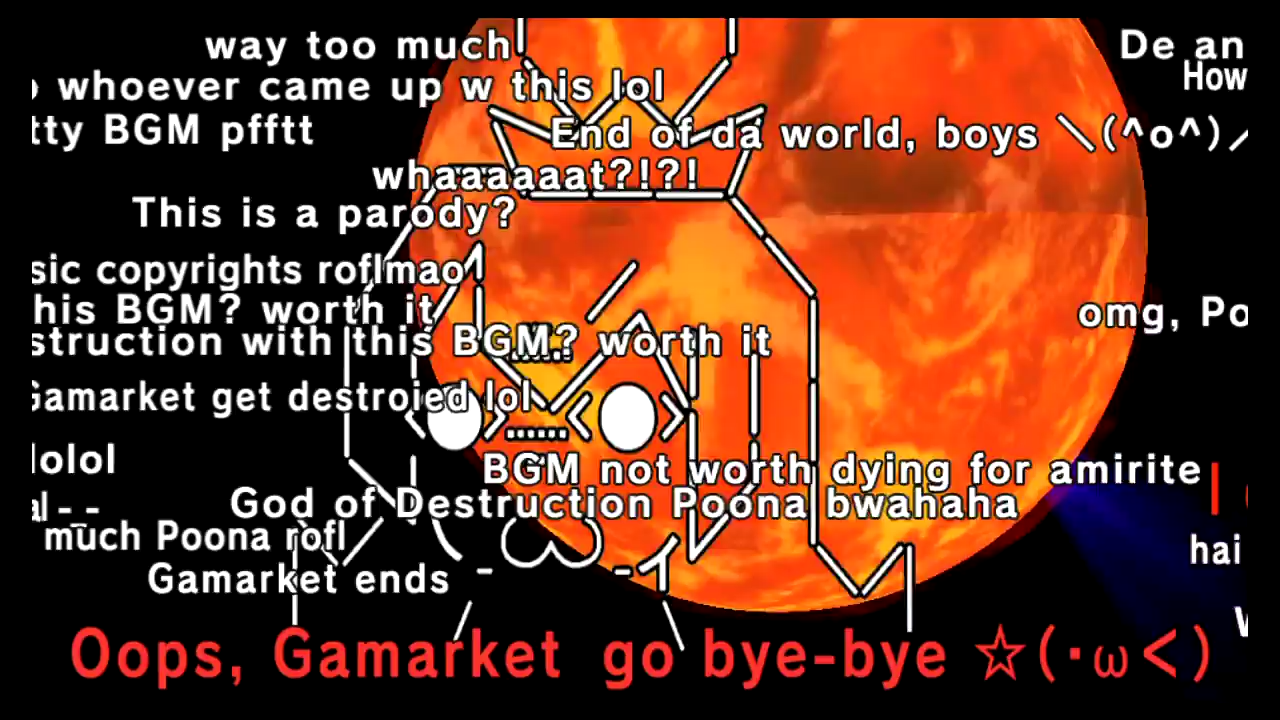 way too much
De an
whoever came up w this lol
How
tty BGM pfftt
End of da world, boys ＼(^o^)／
whaaaaaat?!?!
This is a parody?
sic copyrights roflmao
his BGM? worth it
omg, Po
struction with this BGM? worth it
Gamarket get destroied lol
lolol
BGM not worth dying for amirite
al - -
God of Destruction Poona bwahaha
much Poona rofl
hai
Gamarket ends
Oops, Gamarket go bye-bye ☆(・ω<)